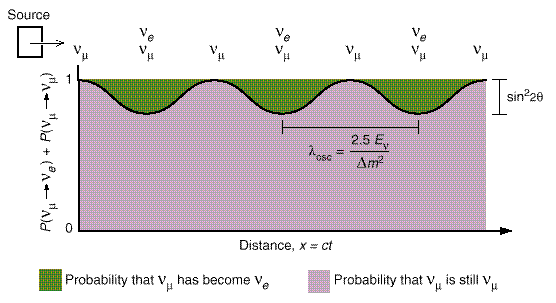 Source
νe νe νe
νμ νμ νμ νμ νμ νμ νμ
1
sin²2θ
λosc = 2.5 Eν
Δm²
P(νμ → νe) + P(νμ → νμ)
0
Distance, x = ct
Probability that νμ has become νe
Probability that νμ is still νμ